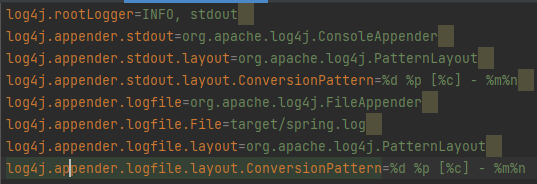 log4j.rootLogger=INFO, stdout
log4j.appender.stdout=org.apache.log4j.ConsoleAppender
log4j.appender.stdout.layout=org.apache.log4j.PatternLayout
log4j.appender.stdout.layout.ConversionPattern=%d %p [%c] - %m%n
log4j.appender.logfile=org.apache.log4j.FileAppender
log4j.appender.logfile.File=target/spring.log
log4j.appender.logfile.layout=org.apache.log4j.PatternLayout
log4j.appender.logfile.layout.ConversionPattern=%d %p [%c] - %m%n